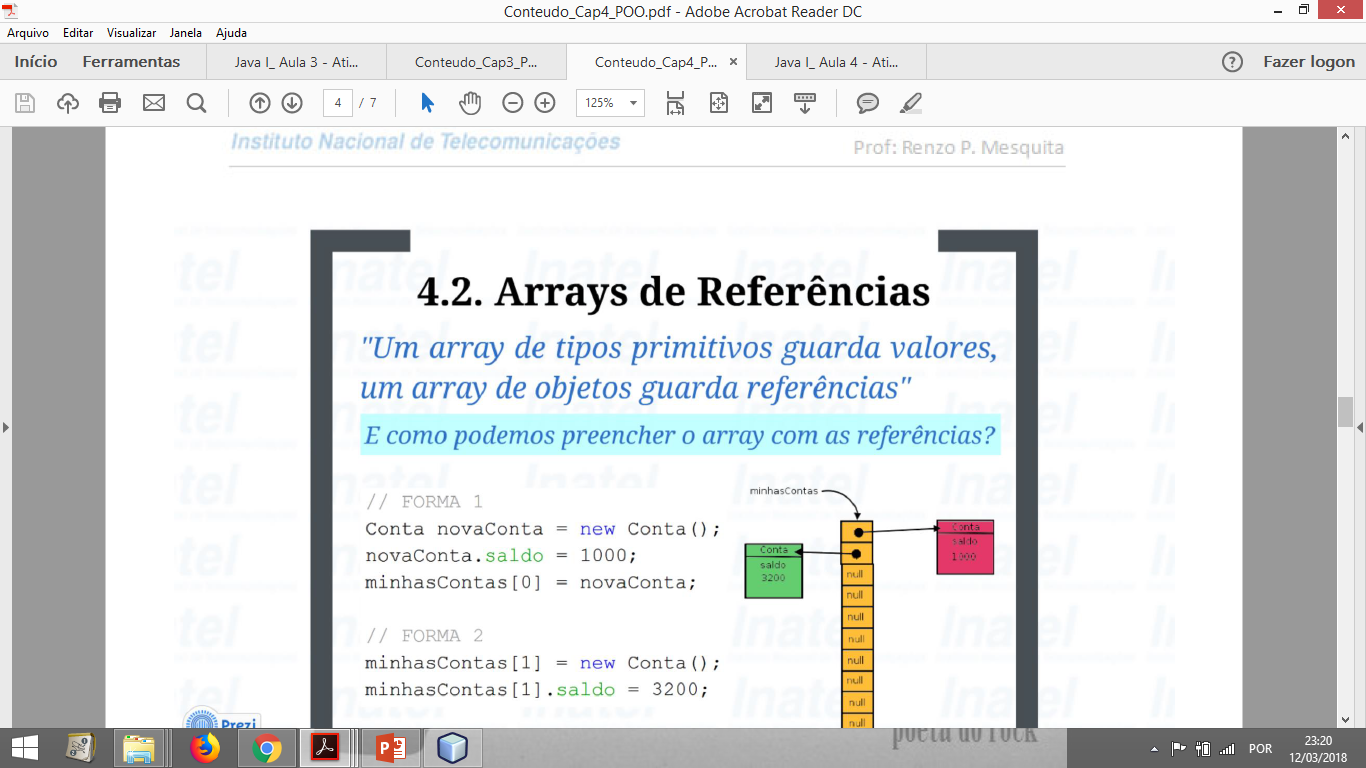 Conteudo_Cap4_POO.pdf - Adobe Acrobat Reader DC
Arquivo Editar Visualizar Janela Ajuda
Início Ferramentas Java I_ Aula 3 - Ati... Conteudo_Cap3_P... Conteudo_Cap4_P... × Java I_ Aula 4 - Ati... Fazer logon
4 / 7 125%
Instituto Nacional de Telecomunicações
Prof: Renzo P. Mesquita
4.2. Arrays de Referências
"Um array de tipos primitivos guarda valores,
um array de objetos guarda referências"
E como podemos preencher o array com as referências?
// FORMA 1
Conta novaConta = new Conta();
novaConta.saldo = 1000;
minhasContas[0] = novaConta;
// FORMA 2
minhasContas[1] = new Conta();
minhasContas[1].saldo = 3200;
minhasContas
Conta
saldo
1000
Conta
saldo
3200
null
null
null
null
null
null
null
null
Inatel
Prezi
poeta do rock
POR
23:20
12/03/2018